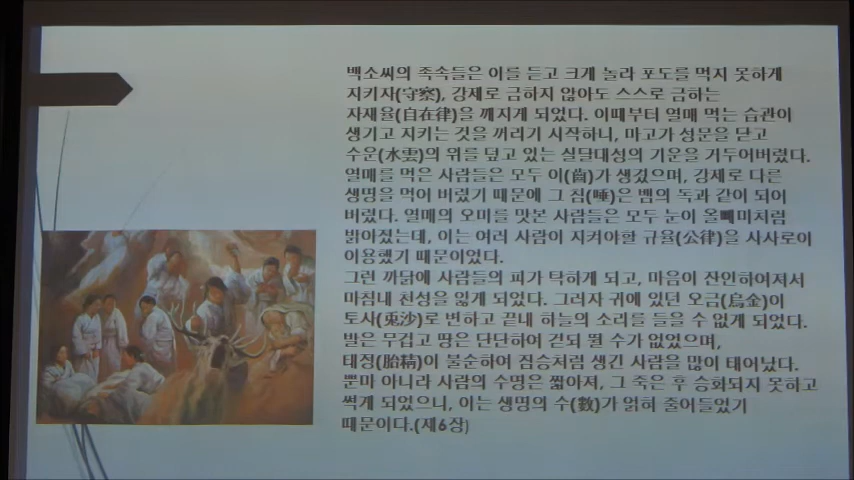 백소씨의 족속들은 이를 듣고 크게 놀라 포도를 먹지 못하게
지키자(守察), 강제로 금하지 않아도 스스로 금하는
자재율(自在律)을 깨지게 되었다. 이때부터 열매 먹는 습관이
생기고 지키는 것을 꺼리기 시작하니, 마고가 성문을 닫고
수운(水雲)의 위를 덮고 있는 실달대성의 기운을 거두어버렸다.
열매를 먹은 사람들은 모두 이(齒)가 생겼으며, 강제로 다른
생명을 먹어 버렸기 때문에 그 침(唾)은 뱀의 독과 같이 되어
버렸다. 열매의 오미를 맛본 사람들은 모두 눈이 올빼미처럼
밝아졌는데, 이는 여러 사람이 지켜야할 규율(公律)을 사사로이
이용했기 때문이었다.
그런 까닭에 사람들의 피가 탁하게 되고, 마음이 잔인하여져서
마침내 천성을 잃게 되었다. 그러자 귀에 있던 오금(烏金)이
토사(兎沙)로 변하고 끝내 하늘의 소리를 들을 수 없게 되었다.
발은 무겁고 땅은 단단하여 걷되 뛸 수가 없었으며,
태정(胎精)이 불순하여 짐승처럼 생긴 사람을 많이 태어났다.
뿐마 아니라 사람의 수명은 짧아져, 그 죽은 후 승화되지 못하고
썩게 되었으니, 이는 생명의 수(數)가 얽혀 줄어들었기
때문이다.(제6장)